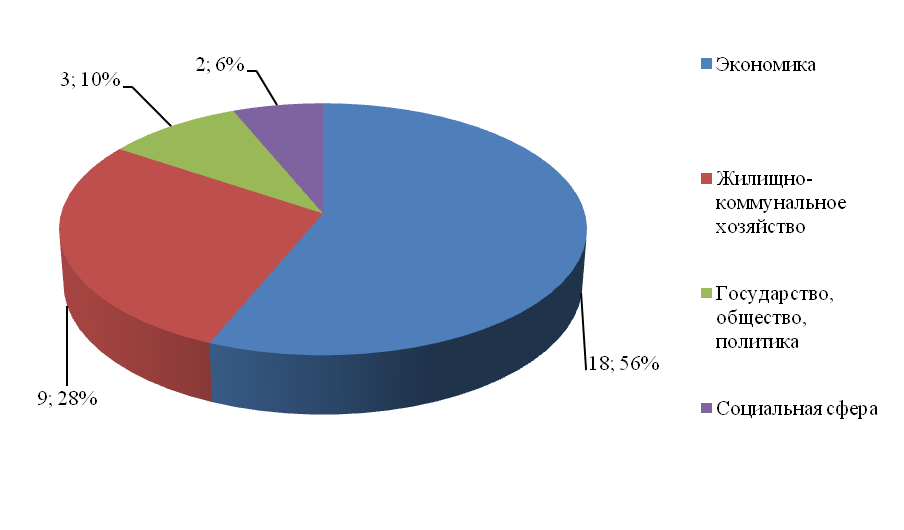 2; 6%
3; 10%
9; 28%
18; 56%
Экономика
Жилищно-
коммунальное
хозяйство
Государство,
общество,
политика
Социальная сфера